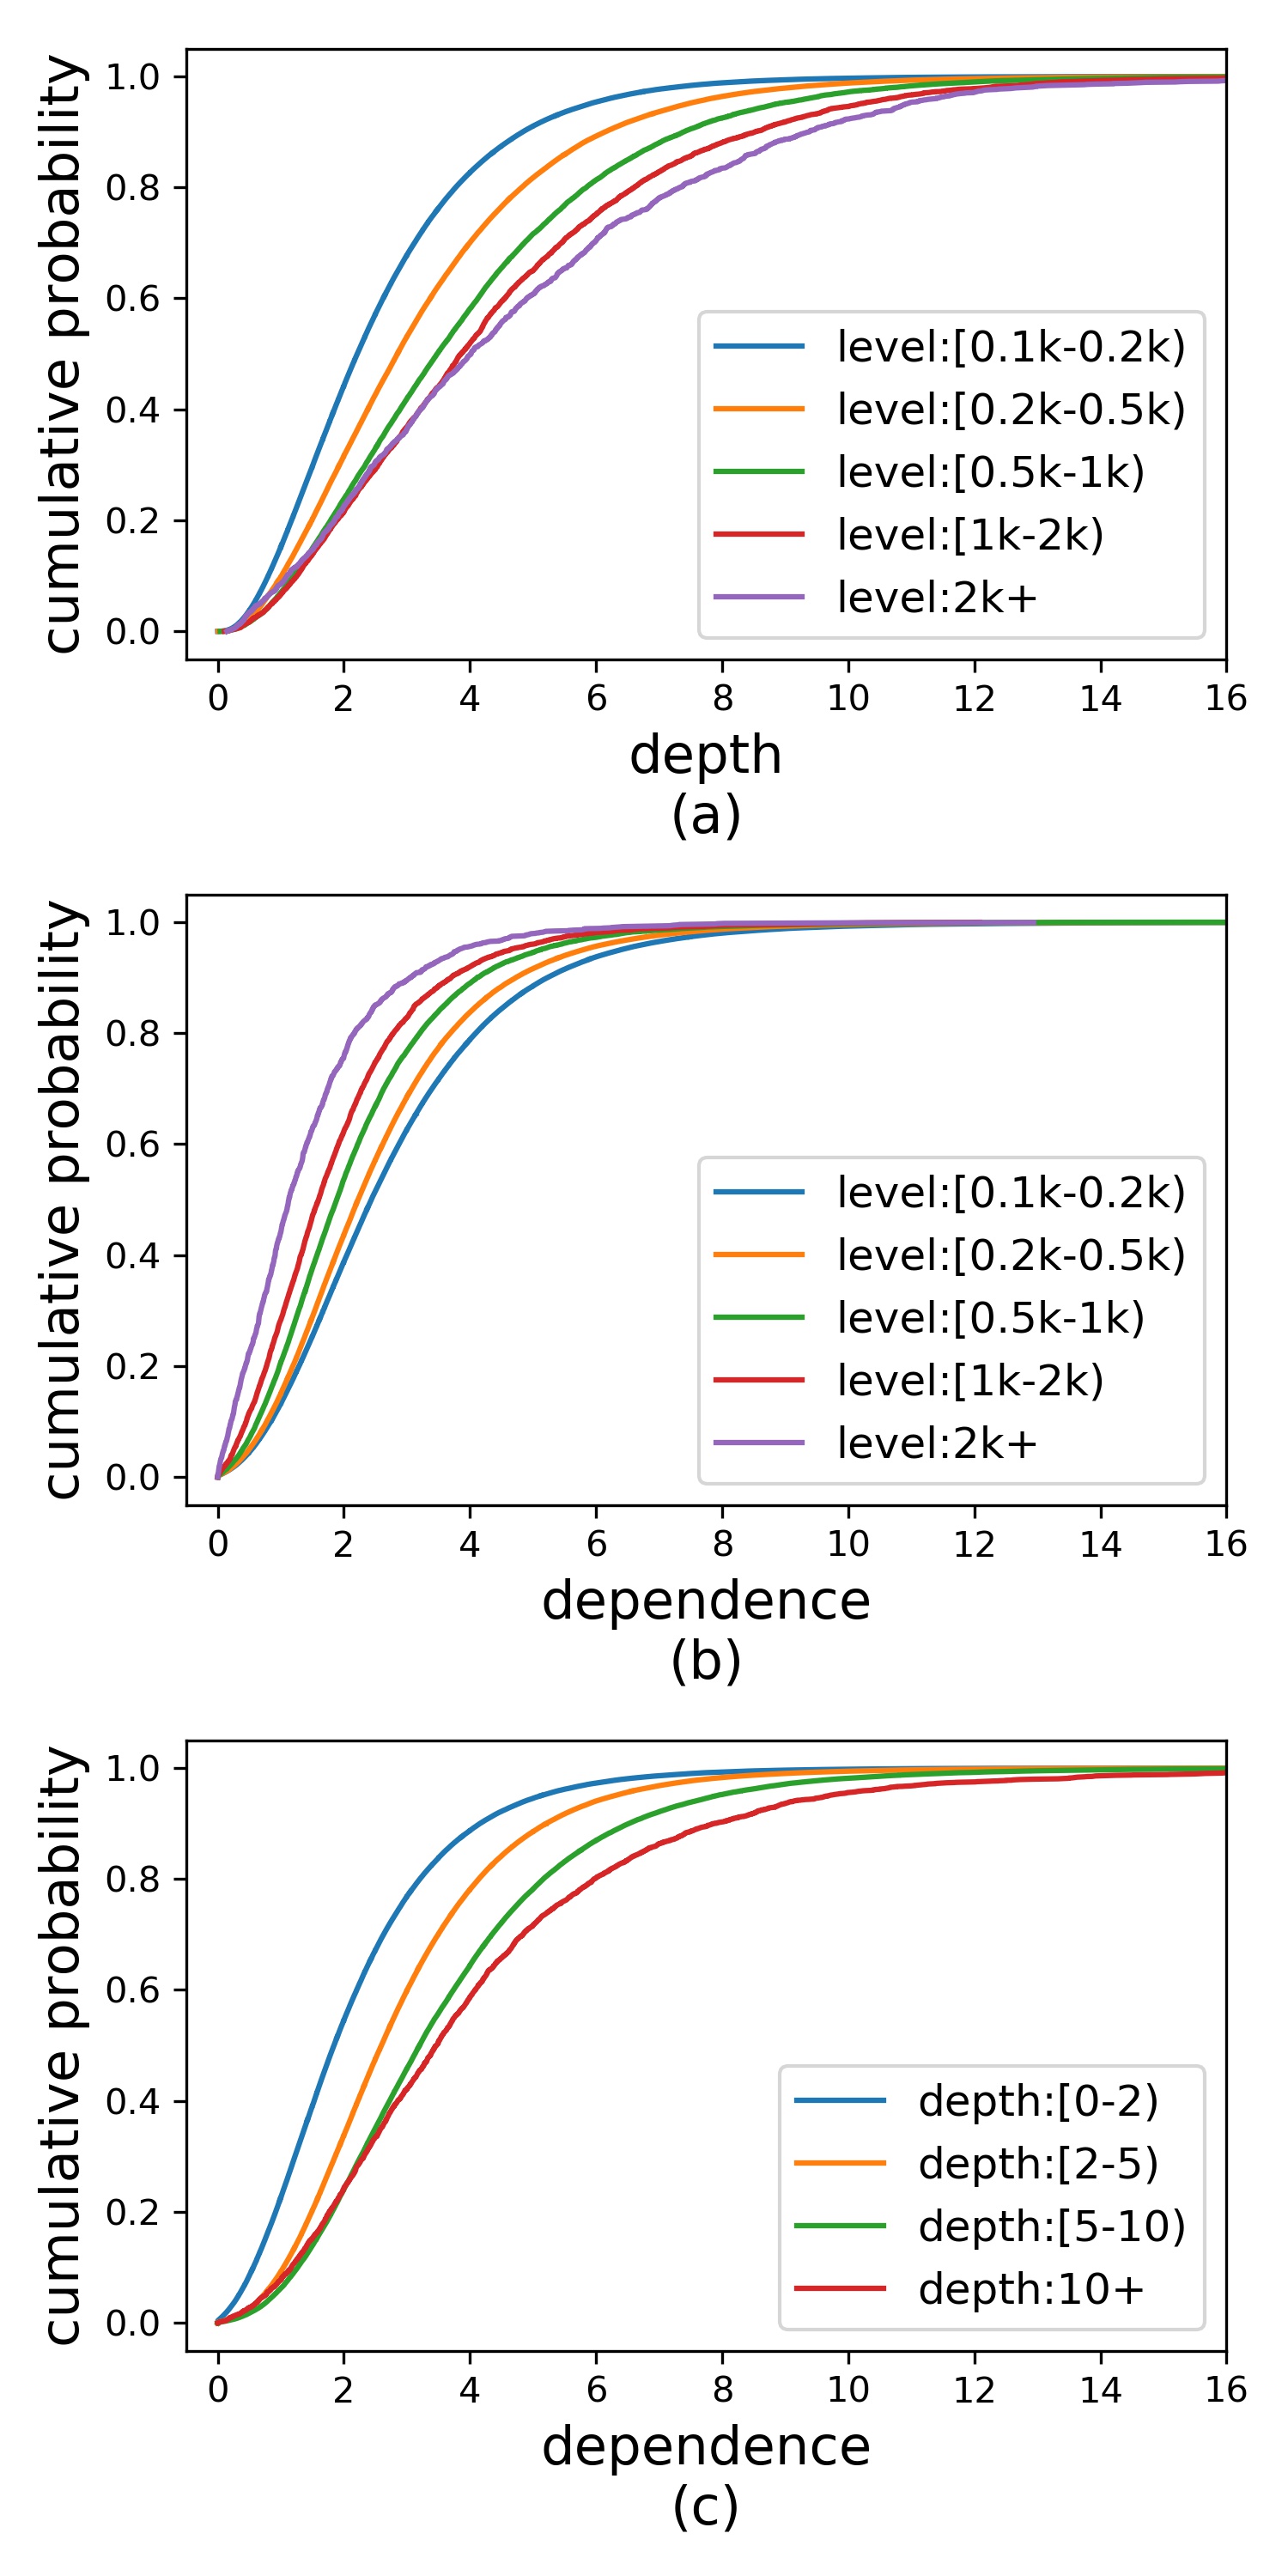 cumulative probability
1.0
0.8
0.6
0.4
0.2
0.0
level:[0.1k-0.2k)
level:[0.2k-0.5k)
level:[0.5k-1k)
level:[1k-2k)
level:2k+
0 2 4 6 8 10 12 14 16
depth
(a)
cumulative probability
1.0
0.8
0.6
0.4
0.2
0.0
level:[0.1k-0.2k)
level:[0.2k-0.5k)
level:[0.5k-1k)
level:[1k-2k)
level:2k+
0 2 4 6 8 10 12 14 16
dependence
(b)
cumulative probability
1.0
0.8
0.6
0.4
0.2
0.0
depth:[0-2)
depth:[2-5)
depth:[5-10)
depth:10+
0 2 4 6 8 10 12 14 16
dependence
(c)